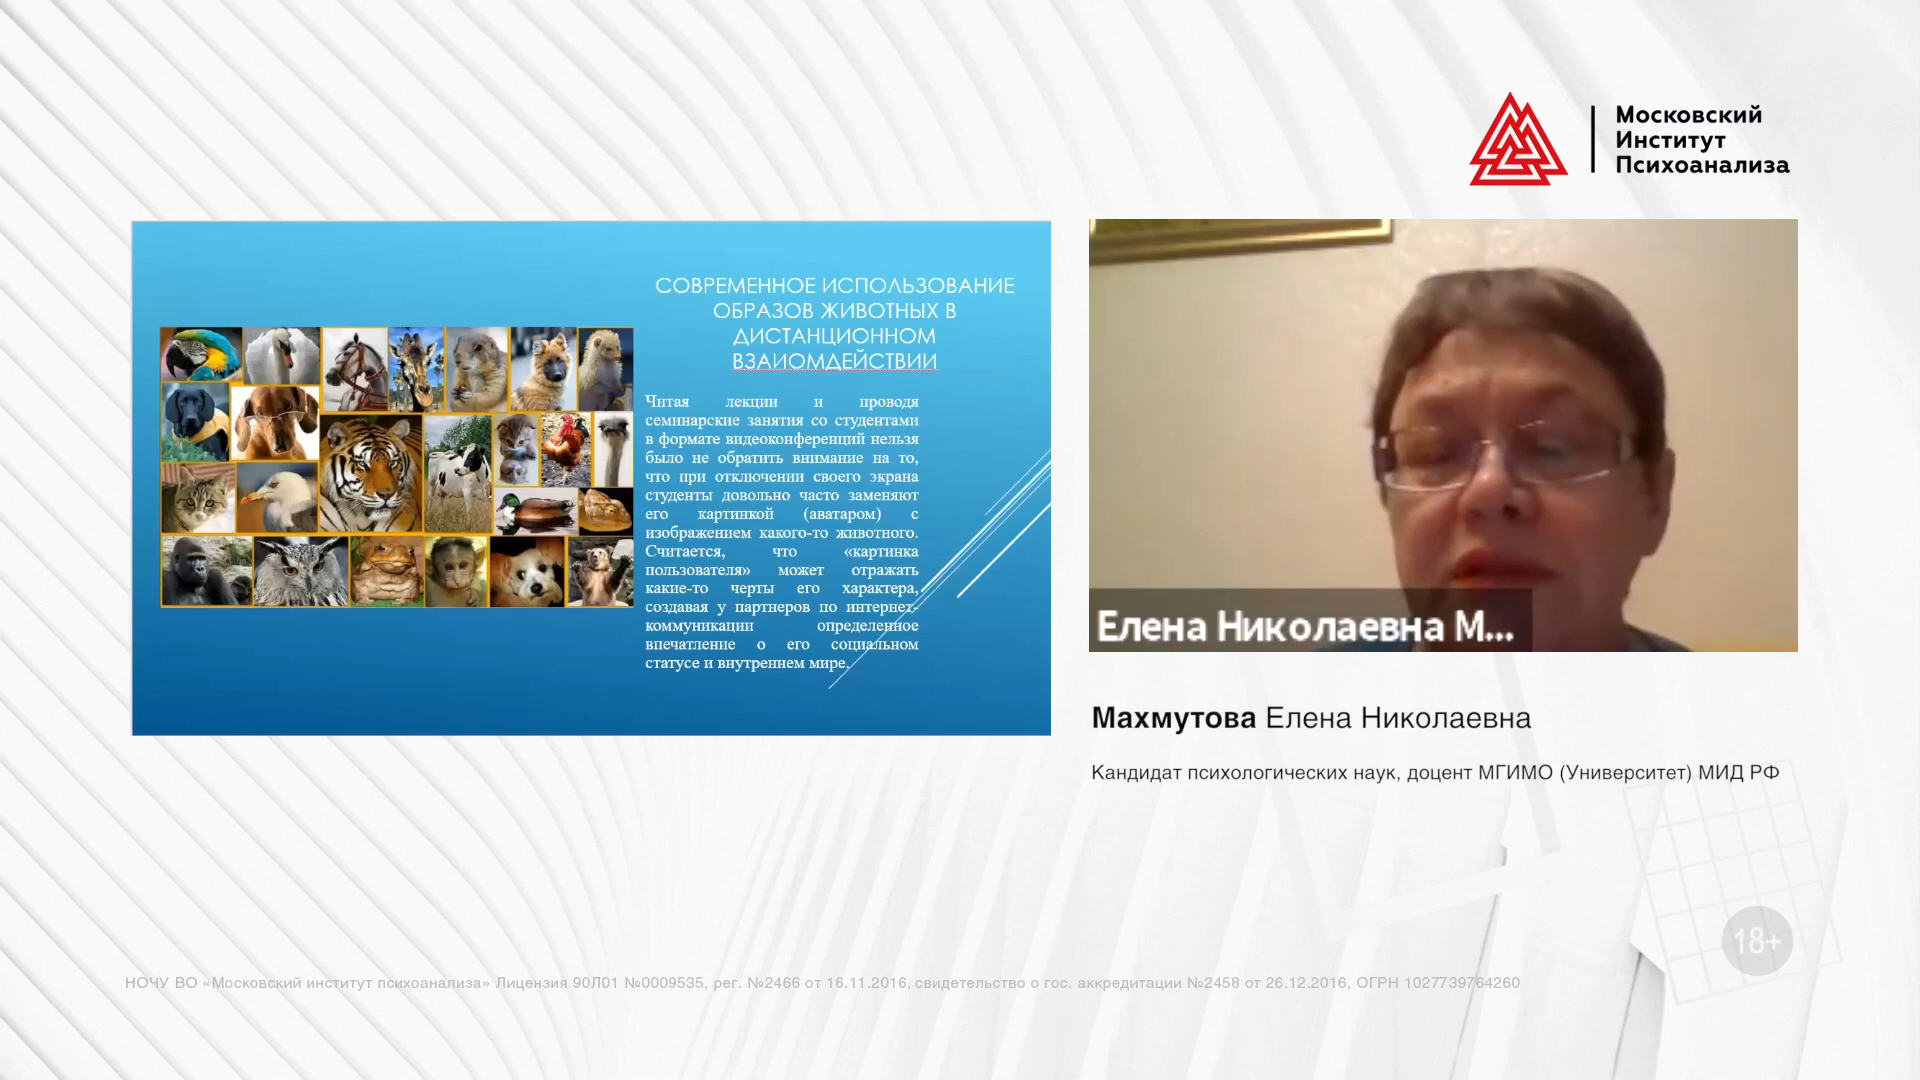 Московский
Институт
Психоанализа
СОВРЕМЕННОЕ ИСПОЛЬЗОВАНИЕ
ОБРАЗОВ ЖИВОТНЫХ В
ДИСТАНЦИОННОМ
ВЗАИОМДЕЙСТВИИ
Читая лекции и проводя
семинарские занятия со студентами
в формате видеоконференций нельзя
было не обратить внимание на то,
что при отключении своего экрана
студенты довольно часто заменяют
его картинкой (аватаром) с
изображением какого-то животного.
Считается, что «картинка
пользователя» может отражать
какие-то черты его характера,
создавая у партнеров по интернет-
коммуникации определенное
впечатление о его социальном
статусе и внутреннем мире.
Елена Николаевна М...
Махмутова Елена Николаевна
Кандидат психологических наук, доцент МГИМО (Университет) МИД РФ
18+
НОЧУ ВО «Московский институт психоанализа» Лицензия 90Л01 №0009535, рег. №2466 от 16.11.2016, свидетельство о гос. аккредитации №2458 от 26.12.2016, ОГРН 1027739764260